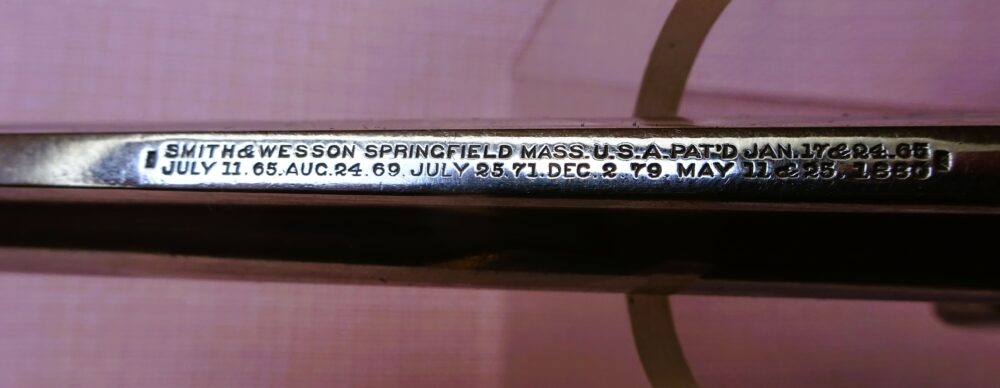 SMITH & WESSON SPRINGFIELD MASS. U.S.A. PAT'D JAN. 17 & 24. 65
JULY 11. 65. AUG. 24. 69. JULY 25. 71. DEC. 2. 79. MAY 11 & 25. 1880